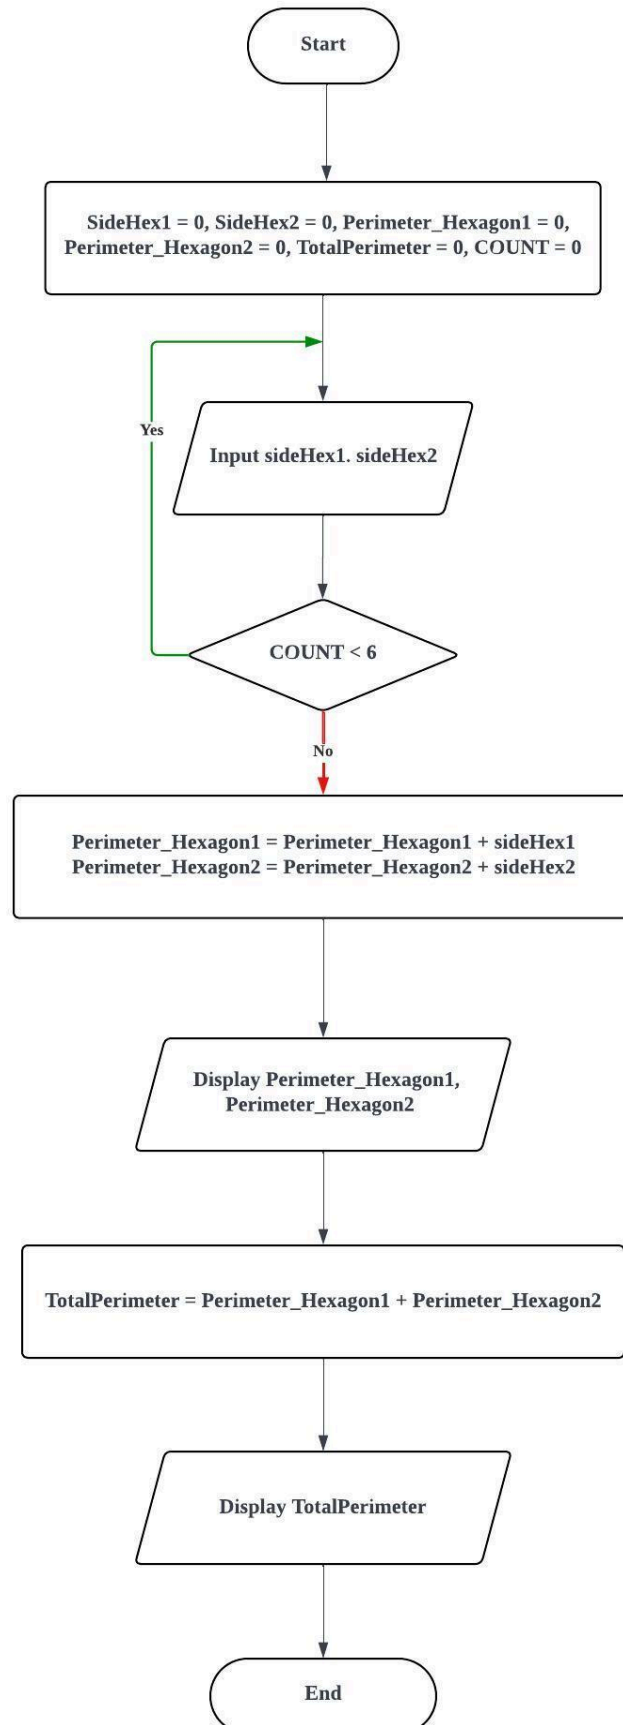 Start
SideHex1 = 0, SideHex2 = 0, Perimeter_Hexagon1 = 0,
Perimeter_Hexagon2 = 0, TotalPerimeter = 0, COUNT = 0
Yes
Input sideHex1. sideHex2
COUNT < 6
No
Perimeter_Hexagon1 = Perimeter_Hexagon1 + sideHex1
Perimeter_Hexagon2 = Perimeter_Hexagon2 + sideHex2
Display Perimeter_Hexagon1,
Perimeter_Hexagon2
TotalPerimeter = Perimeter_Hexagon1 + Perimeter_Hexagon2
Display TotalPerimeter
End